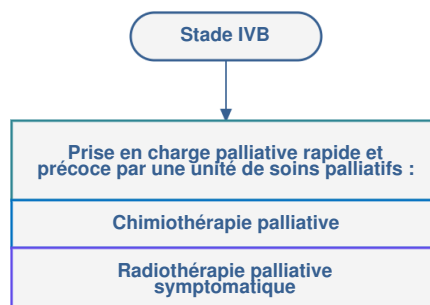 Stade IVB
Prise en charge palliative rapide et
précoce par une unité de soins palliatifs :
Chimiothérapie palliative
Radiothérapie palliative
symptomatique